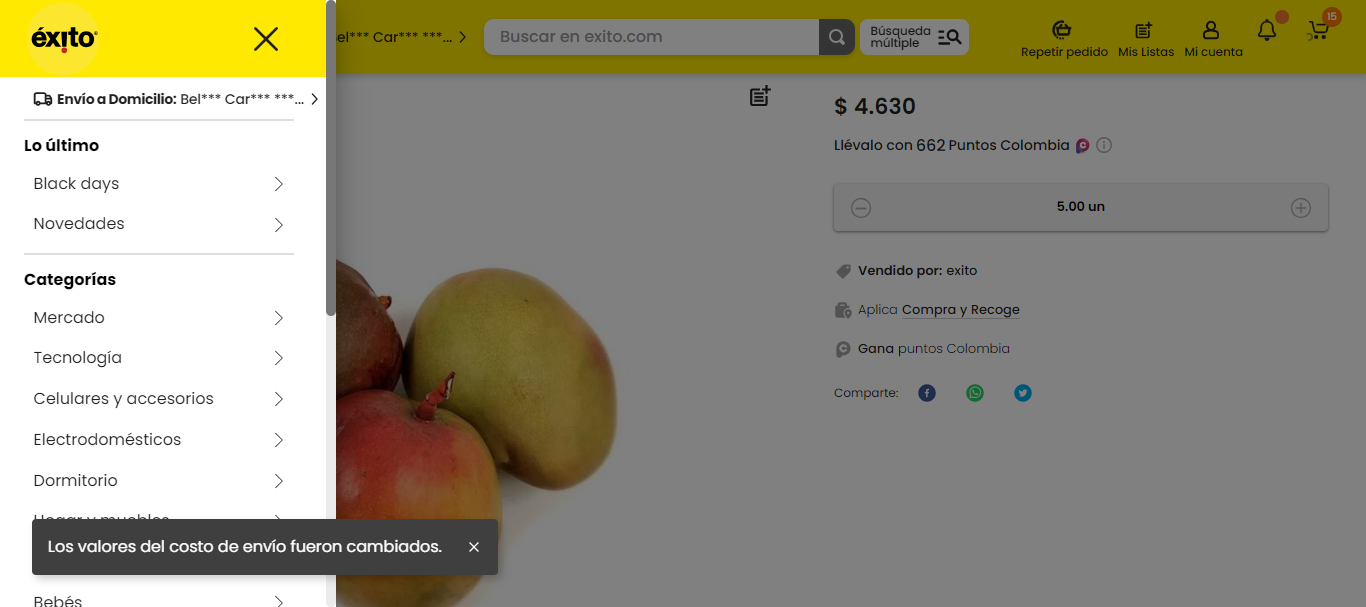 éxito
Envío a Domicilio: Bel*** Car*** ***...
Lo último
Black days
Novedades
Categorías
Mercado
Tecnología
Celulares y accesorios
Electrodomésticos
Dormitorio
Hogar y muebles
Los valores del costo de envío fueron cambiados.
Bebés
el*** Car*** ***...
Buscar en exito.com
Búsqueda
múltiple
Repetir pedido
Mis Listas
Mi cuenta
15
$ 4.630
Llévalo con 662 Puntos Colombia
5.00 un
Vendido por: exito
Aplica Compra y Recoge
Gana puntos Colombia
Comparte: